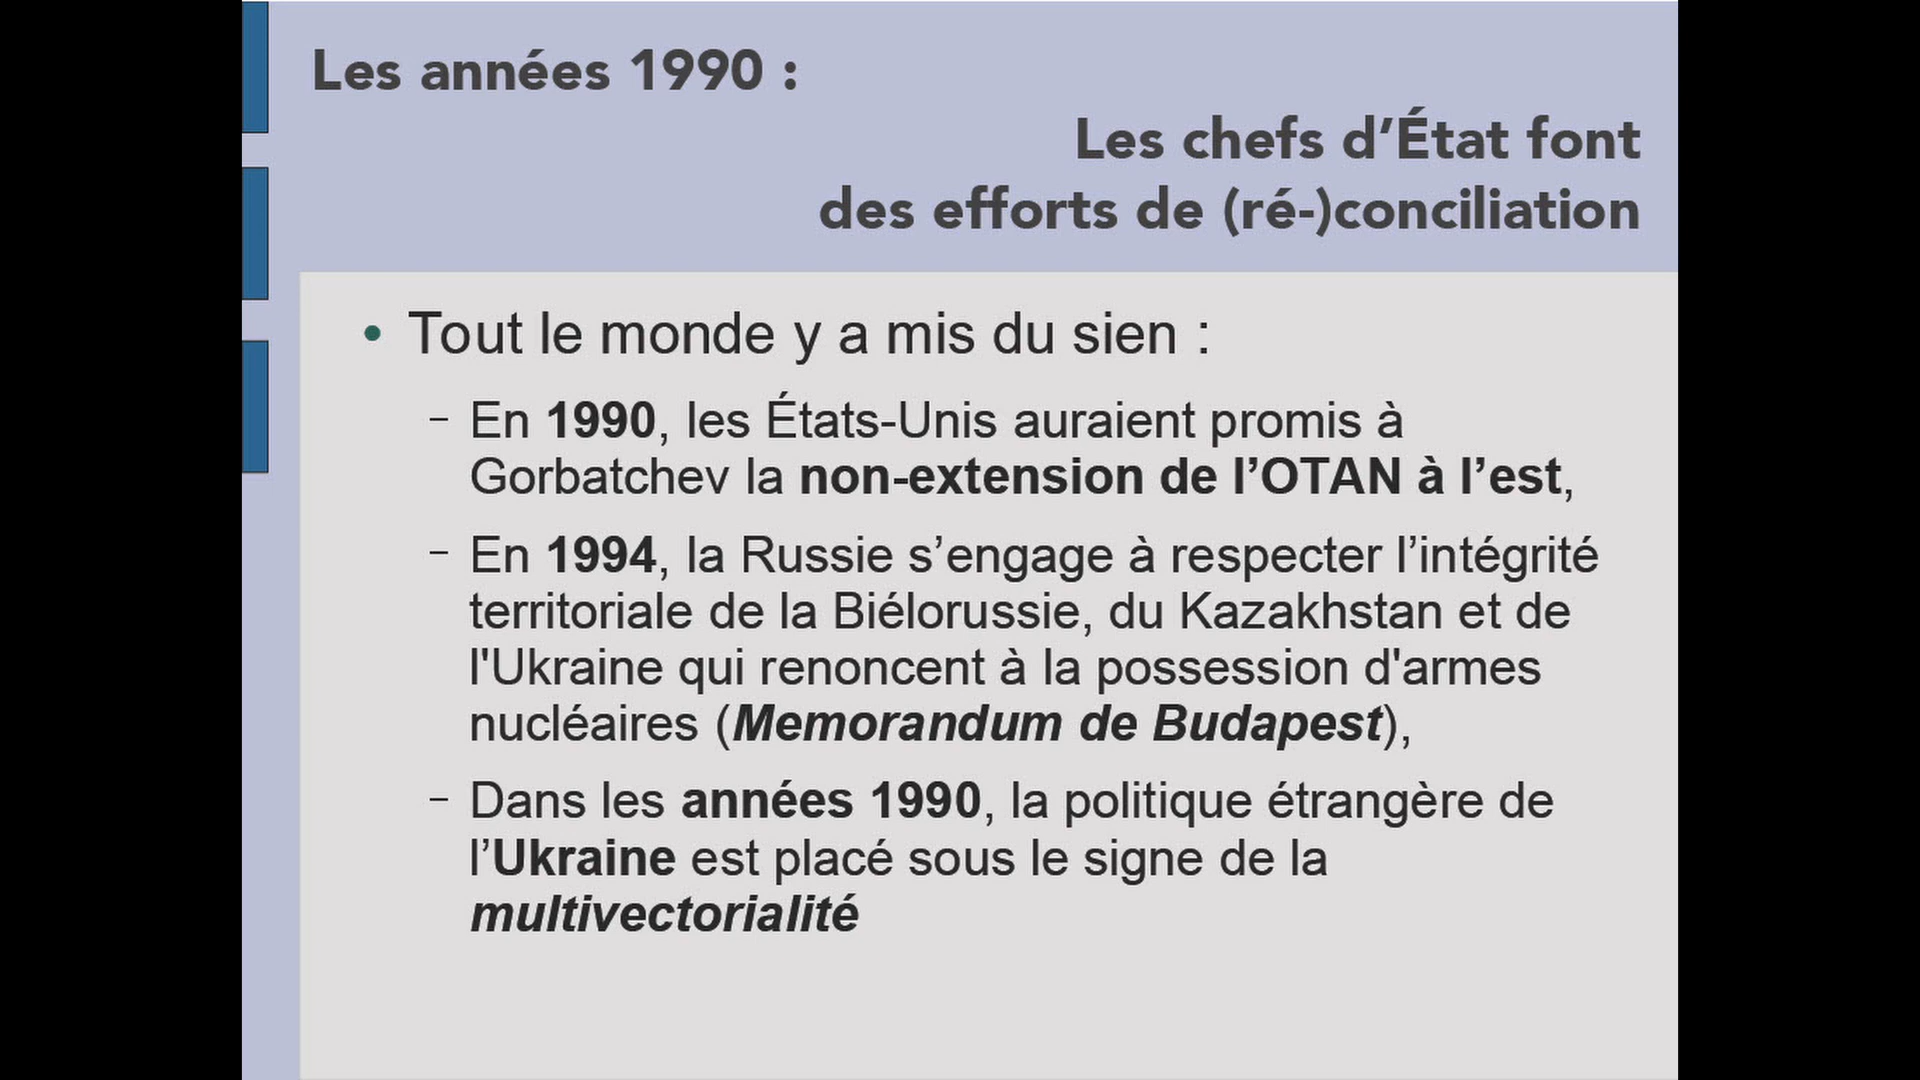 Les années 1990 :
Les chefs d’État font
des efforts de (ré-)conciliation
• Tout le monde y a mis du sien :
– En 1990, les États-Unis auraient promis à
Gorbatchev la non-extension de l’OTAN à l’est,
– En 1994, la Russie s’engage à respecter l’intégrité
territoriale de la Biélorussie, du Kazakhstan et de
l'Ukraine qui renoncent à la possession d'armes
nucléaires (Memorandum de Budapest),
– Dans les années 1990, la politique étrangère de
l’Ukraine est placé sous le signe de la
multivectorialité